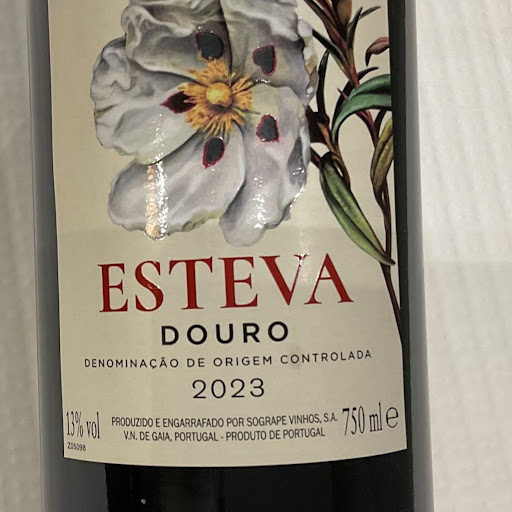 ESTEVA
DOURO
DENOMINAÇÃO DE ORIGEM CONTROLADA
2023
13% vol
PRODUZIDO E ENGARRAFADO POR SOGRAPE VINHOS, S.A.
V.N. DE GAIA, PORTUGAL - PRODUTO DE PORTUGAL
750 ml e
Z05098